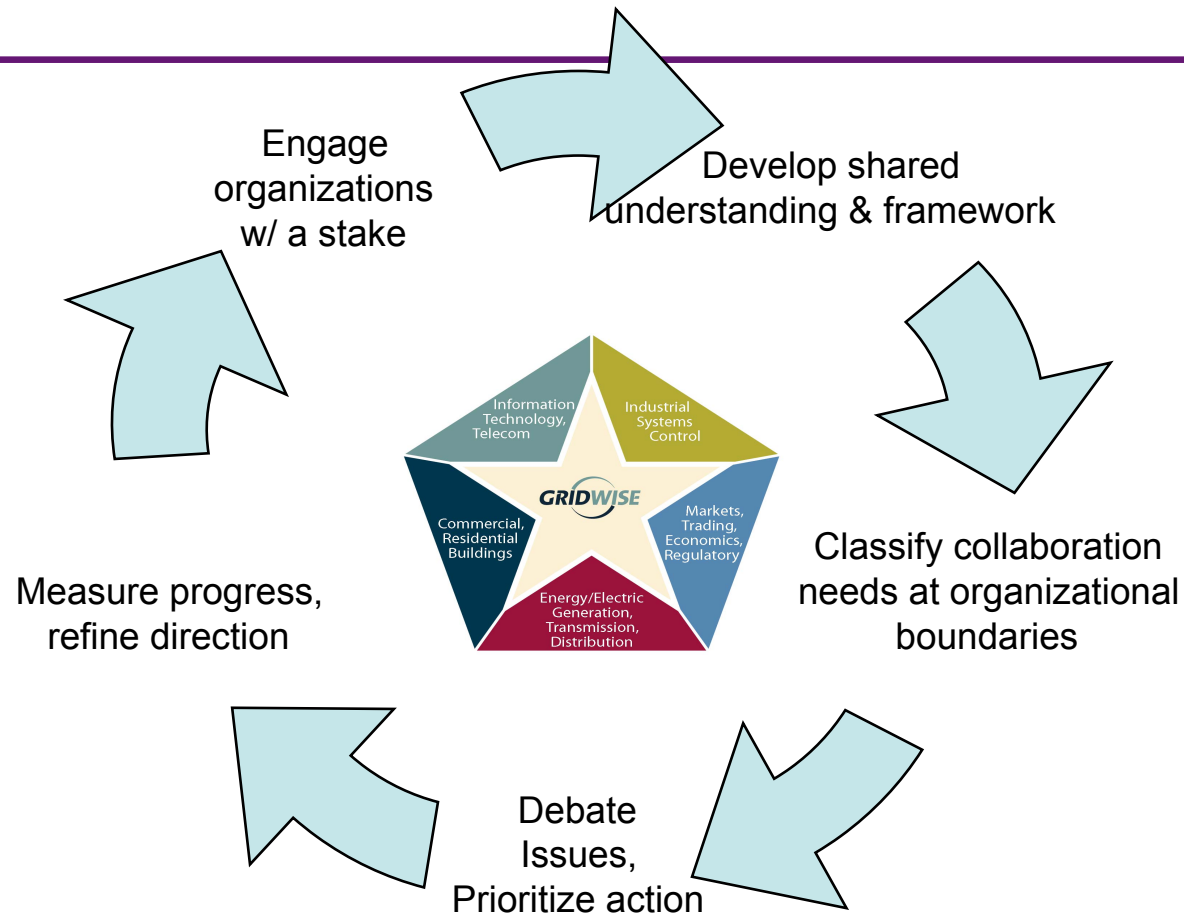 Engage
organizations
w/ a stake
Develop shared
understanding & framework
Information
Technology,
Telecom
Industrial
Systems
Control
GRIDWISE
Commercial,
Residential
Buildings
Markets,
Trading,
Economics,
Regulatory
Energy/Electric
Generation,
Transmission,
Distribution
Classify collaboration
needs at organizational
boundaries
Measure progress,
refine direction
Debate
Issues,
Prioritize action